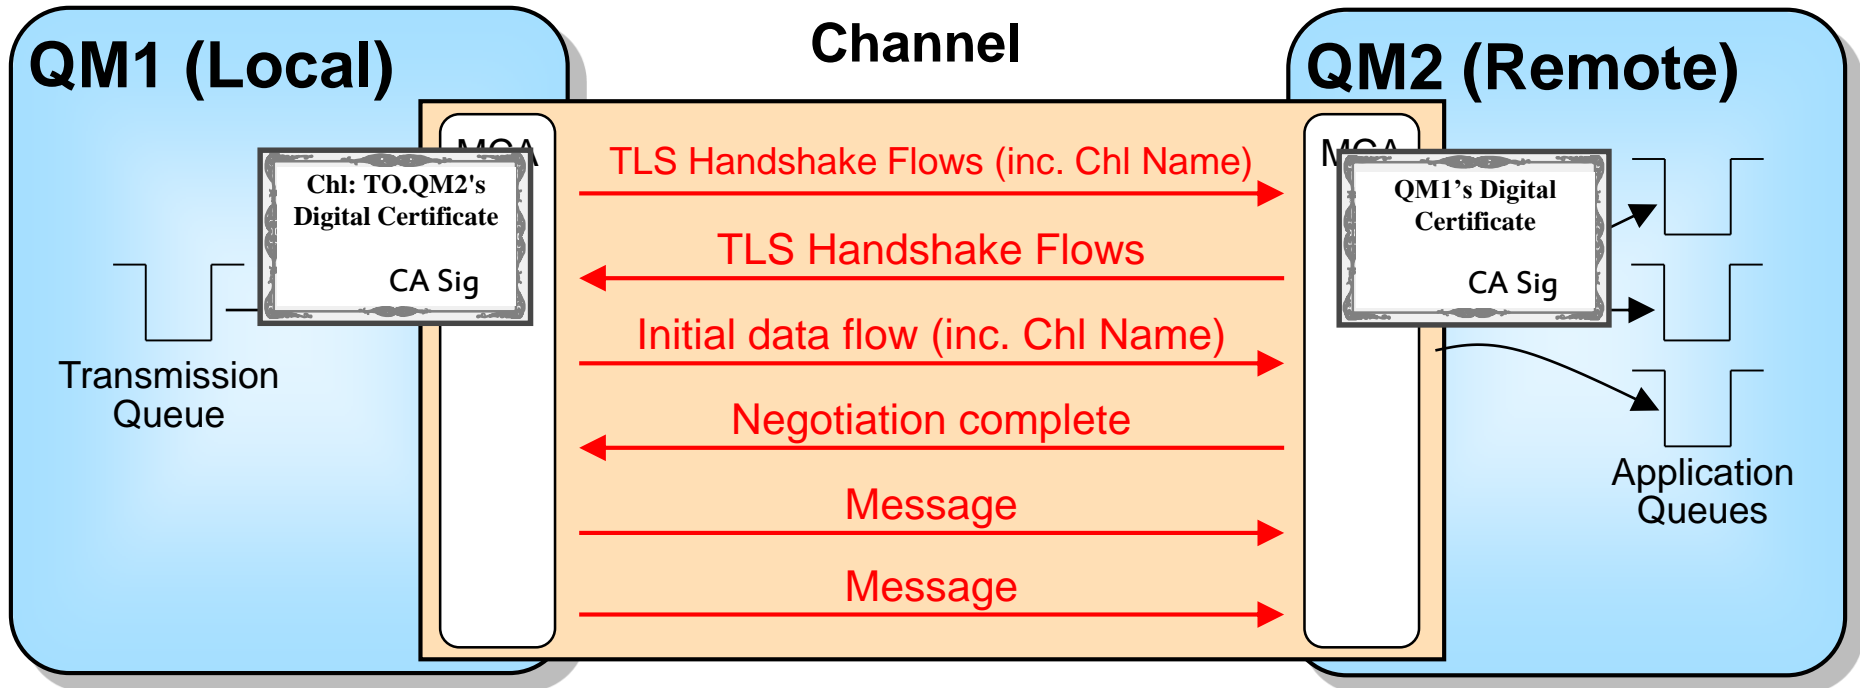 QM1 (Local)
Channel
QM2 (Remote)
MCA
MCA
Chl: TO.QM2's
Digital Certificate
CA Sig
TLS Handshake Flows (inc. Chl Name)
TLS Handshake Flows
Initial data flow (inc. Chl Name)
Negotiation complete
Message
Message
QM1’s Digital
Certificate
CA Sig
Transmission
Queue
Application
Queues